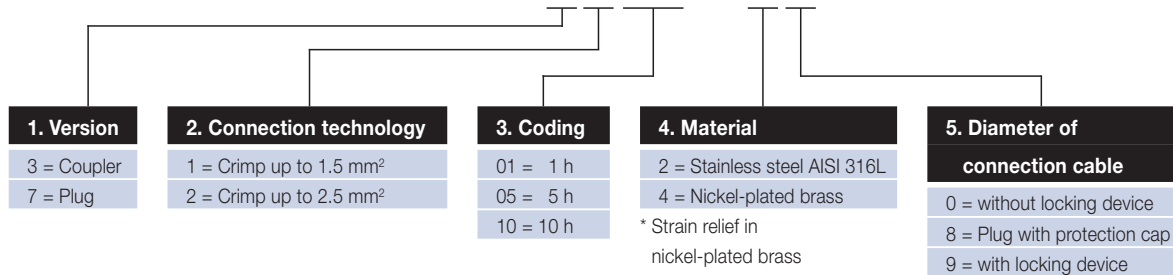 1. Version
3 = Coupler
7 = Plug
2. Connection technology
1 = Crimp up to 1.5 mm²
2 = Crimp up to 2.5 mm²
3. Coding
01 = 1 h
05 = 5 h
10 = 10 h
4. Material
2 = Stainless steel AISI 316L
4 = Nickel-plated brass
* Strain relief in
nickel-plated brass
5. Diameter of
connection cable
0 = without locking device
8 = Plug with protection cap
9 = with locking device